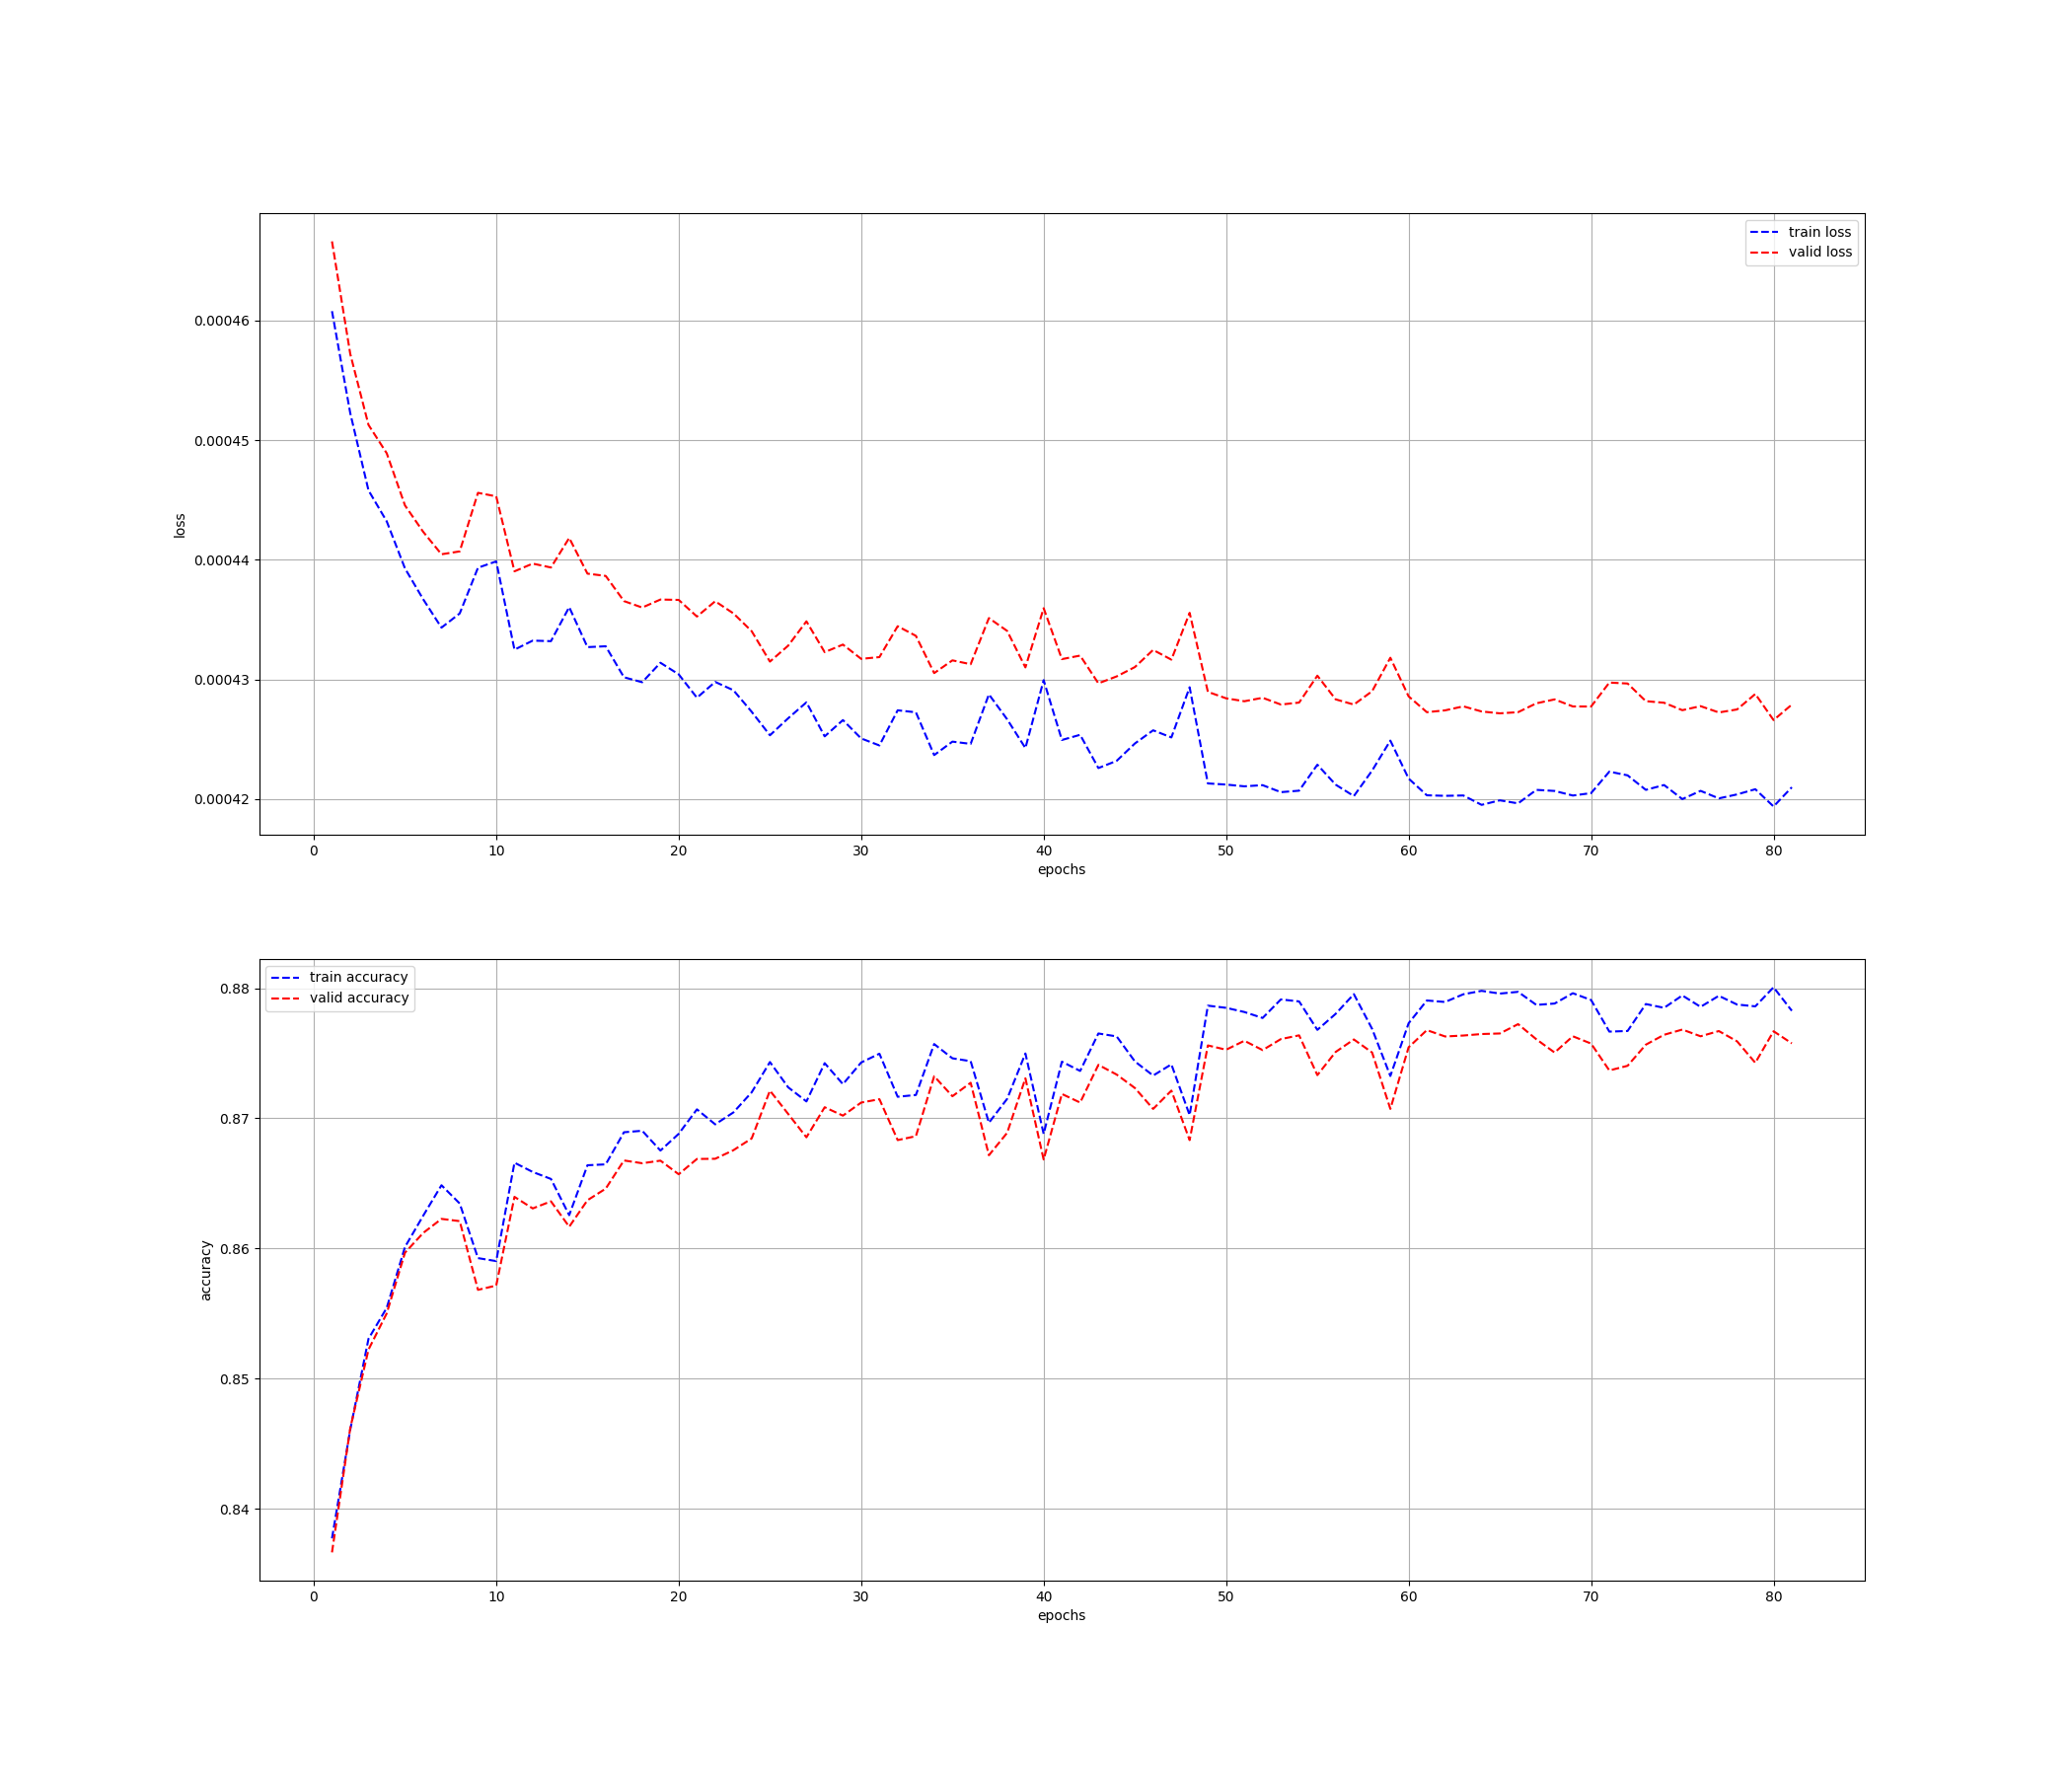 train loss
valid loss
0.00046
0.00045
loss
0.00044
0.00043
0.00042
0 10 20 30 40 50 60 70 80
epochs
train accuracy
valid accuracy
0.88
0.87
0.86
accuracy
0.85
0.84
0 10 20 30 40 50 60 70 80
epochs